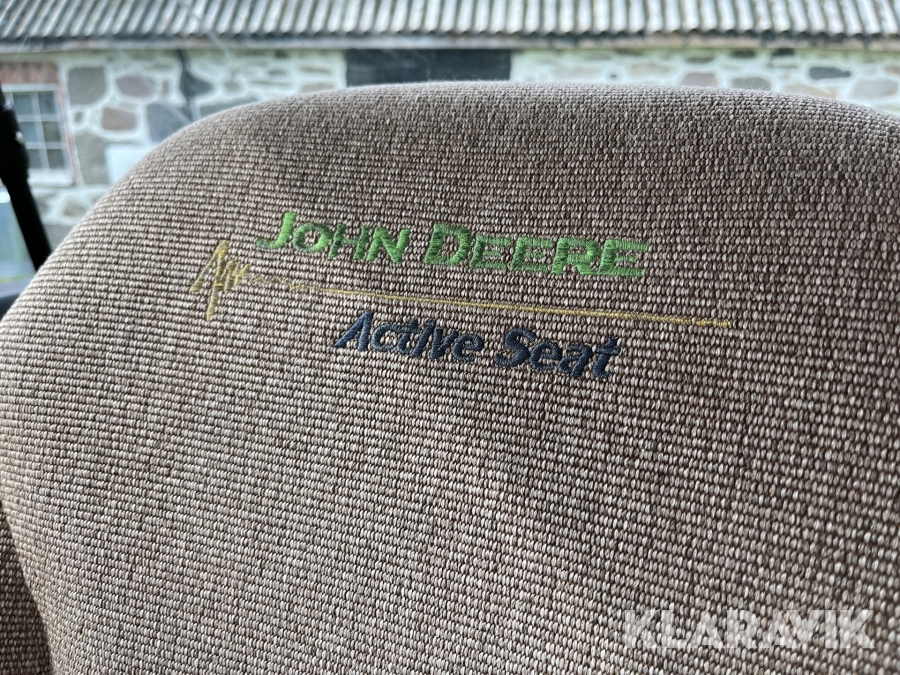 JOHN DEERE
Active Seat
KLARAVIK